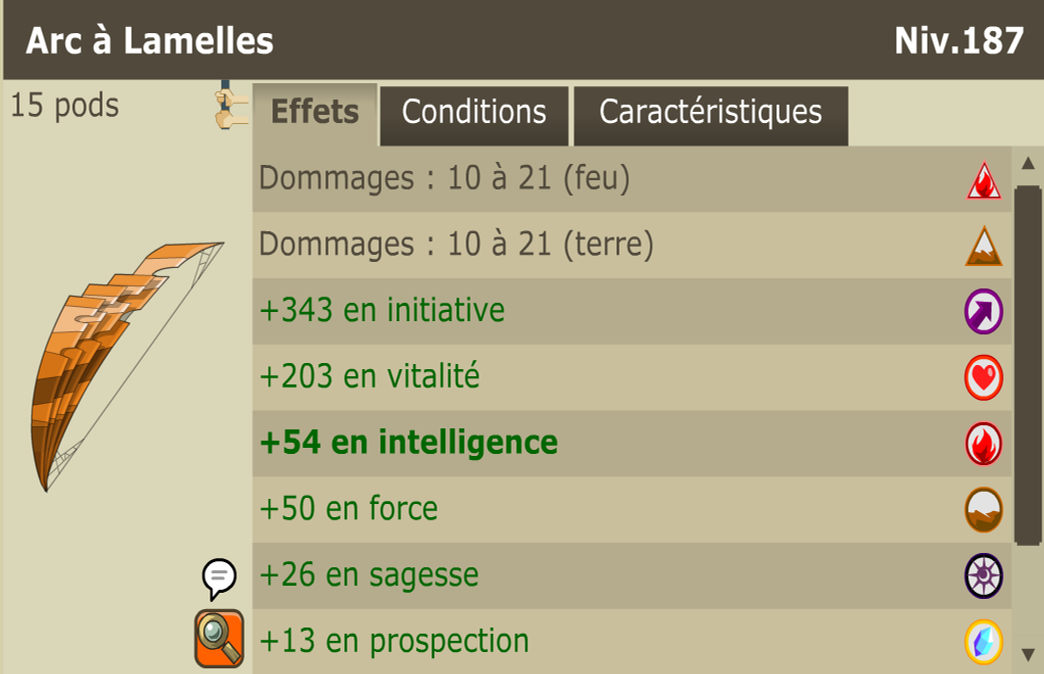 Arc à Lamelles
Niv.187
15 pods
Effets
Conditions
Caractéristiques
Dommages : 10 à 21 (feu)
Dommages : 10 à 21 (terre)
+343 en initiative
+203 en vitalité
+54 en intelligence
+50 en force
+26 en sagesse
+13 en prospection